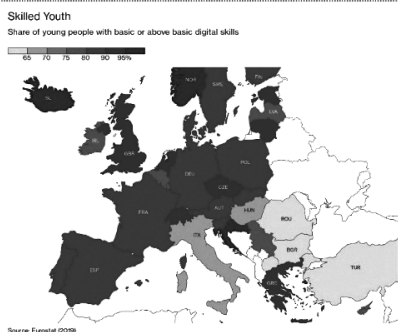 Skilled Youth
Share of young people with basic or above basic digital skills
65 70 75 80 90 95%
NOR
FIN
SWE
LVA
IRL
GBR
POL
DEU
CZE
AUT
HUN
FRA
ROU
ITA
BGR
ESP
TUR
GRC
Source: Eurostat (2019)